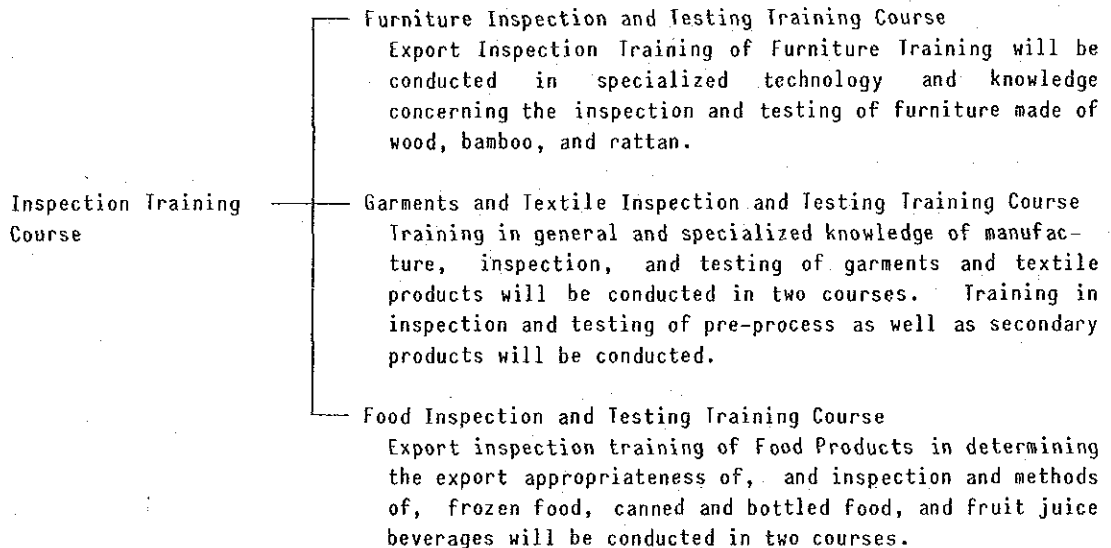 Furniture Inspection and Testing Training Course
Export Inspection Training of Furniture Training will be
conducted in specialized technology and knowledge
concerning the inspection and testing of furniture made of
wood, bamboo, and rattan.
Inspection Training
Course
Garments and Textile Inspection and Testing Training Course
Training in general and specialized knowledge of manufac-
ture, inspection, and testing of garments and textile
products will be conducted in two courses. Training in
inspection and testing of pre-process as well as secondary
products will be conducted.
Food Inspection and Testing Training Course
Export inspection training of Food Products in determining
the export appropriateness of, and inspection and methods
of, frozen food, canned and bottled food, and fruit juice
beverages will be conducted in two courses.